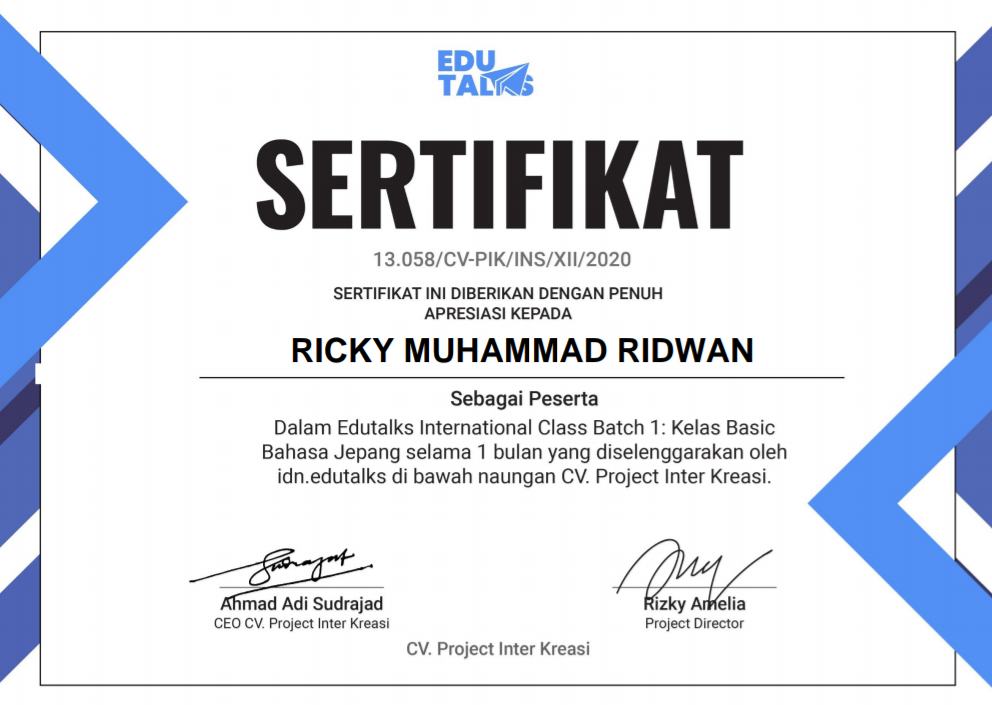 EDU
TALKS
SERTIFIKAT
13.058/CV-PIK/INS/XII/2020
SERTIFIKAT INI DIBERIKAN DENGAN PENUH
APRESIASI KEPADA
RICKY MUHAMMAD RIDWAN
Sebagai Peserta
Dalam Edutalks International Class Batch 1: Kelas Basic
Bahasa Jepang selama 1 bulan yang diselenggarakan oleh
idn.edutalks di bawah naungan CV. Project Inter Kreasi.
Sudrajat
Ahmad Adi Sudrajad
CEO CV. Project Inter Kreasi
Rizky Amelia
Project Director
CV. Project Inter Kreasi